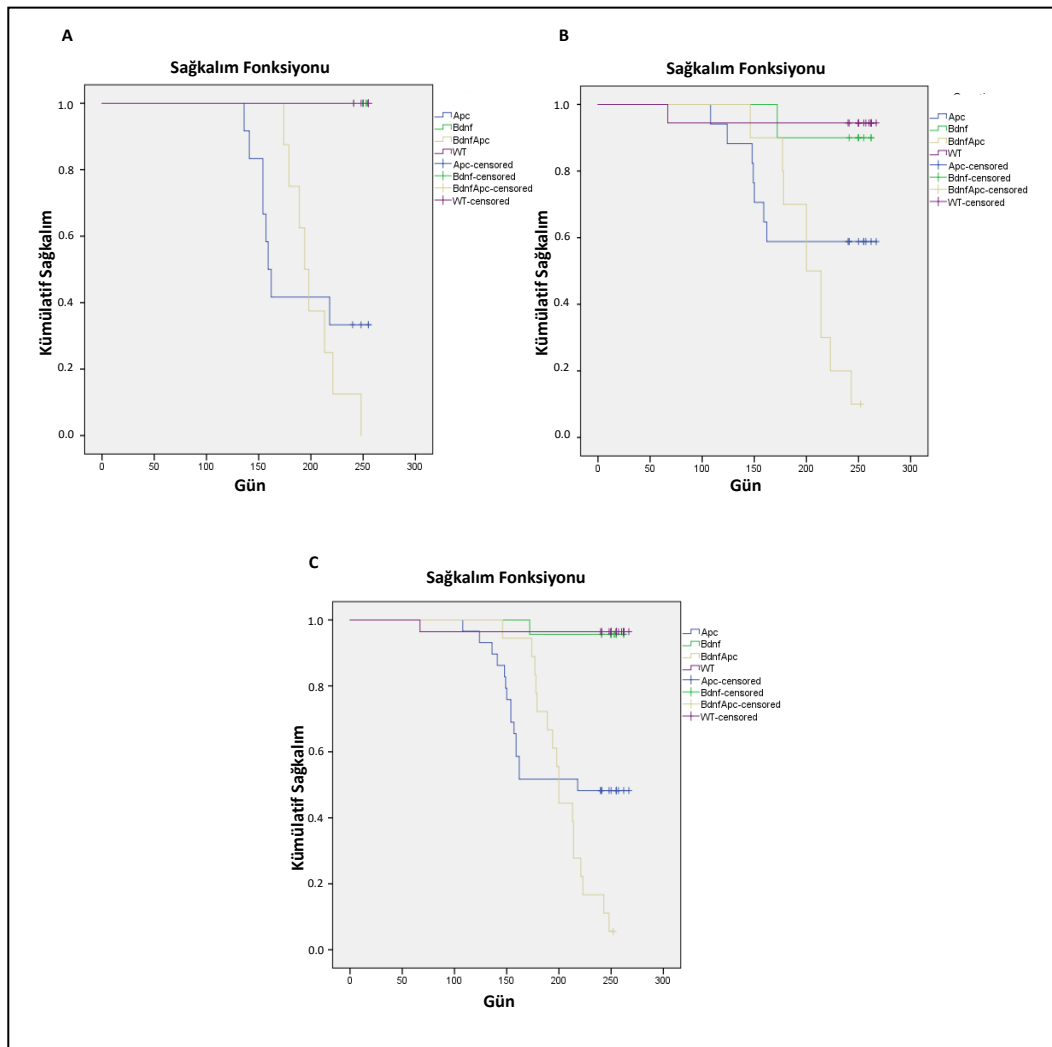 A
Sağkalım Fonksiyonu
Kümülatif Sağkalım
1.0
0.8
0.6
0.4
0.2
0.0
0 50 100 150 200 250 300
Gün
Apc
Bdnf
BdnfApc
WT
Apc-censored
Bdnf-censored
BdnfApc-censored
WT-censored
B
Sağkalım Fonksiyonu
Kümülatif Sağkalım
1.0
0.8
0.6
0.4
0.2
0.0
0 50 100 150 200 250 300
Gün
Apc
Bdnf
BdnfApc
WT
Apc-censored
Bdnf-censored
BdnfApc-censored
WT-censored
C
Sağkalım Fonksiyonu
Kümülatif Sağkalım
1.0
0.8
0.6
0.4
0.2
0.0
0 50 100 150 200 250 300
Gün
Apc
Bdnf
BdnfApc
WT
Apc-censored
Bdnf-censored
BdnfApc-censored
WT-censored